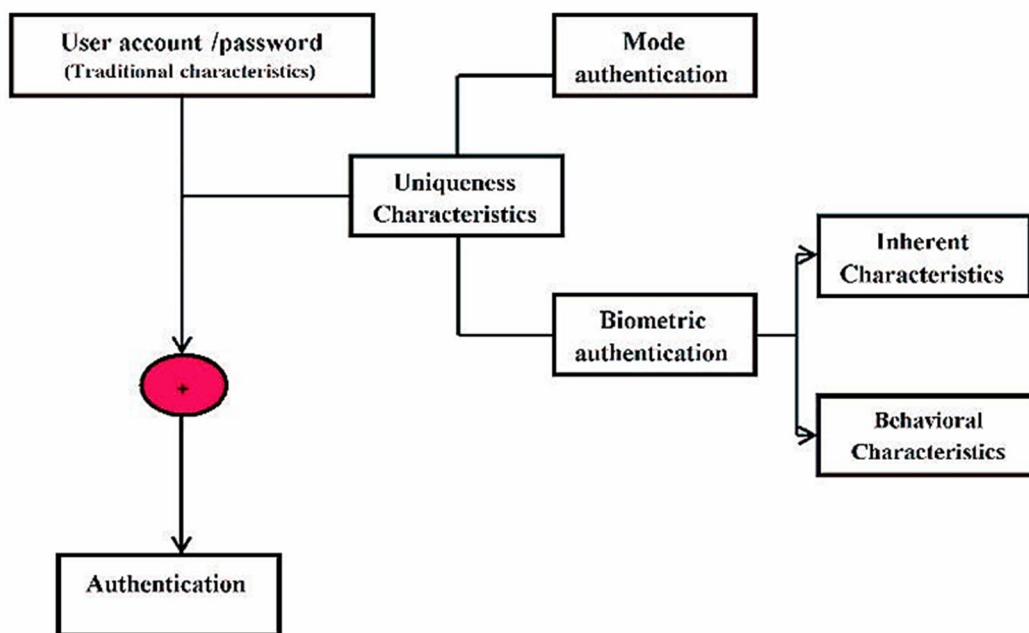 User account /password
(Traditional characteristics)
Mode
authentication
Uniqueness
Characteristics
Inherent
Characteristics
Biometric
authentication
+
Behavioral
Characteristics
Authentication